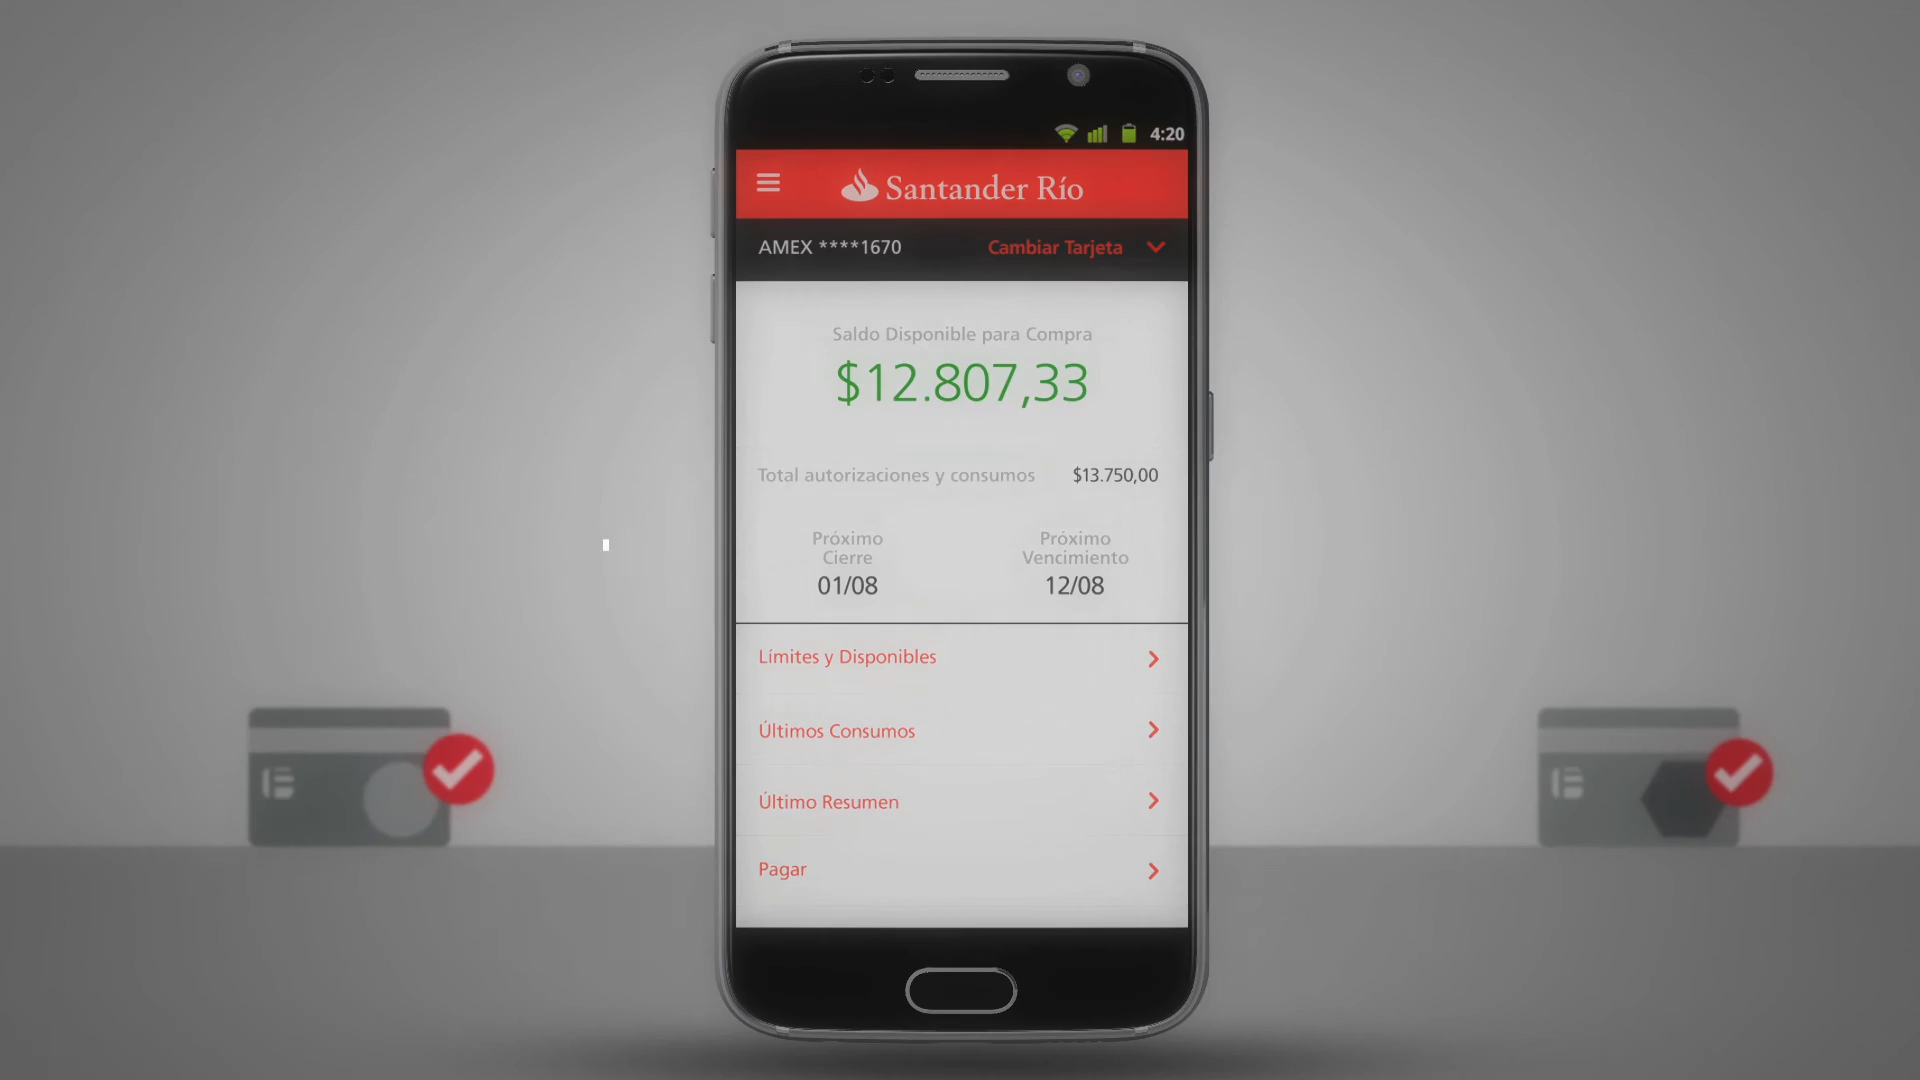 4:20
Santander Río
AMEX ****1670
Cambiar Tarjeta
Saldo Disponible para Compra
$12.807,33
Total autorizaciones y consumos
$13.750,00
Próximo
Cierre
01/08
Próximo
Vencimiento
12/08
Límites y Disponibles
Últimos Consumos
Último Resumen
Pagar